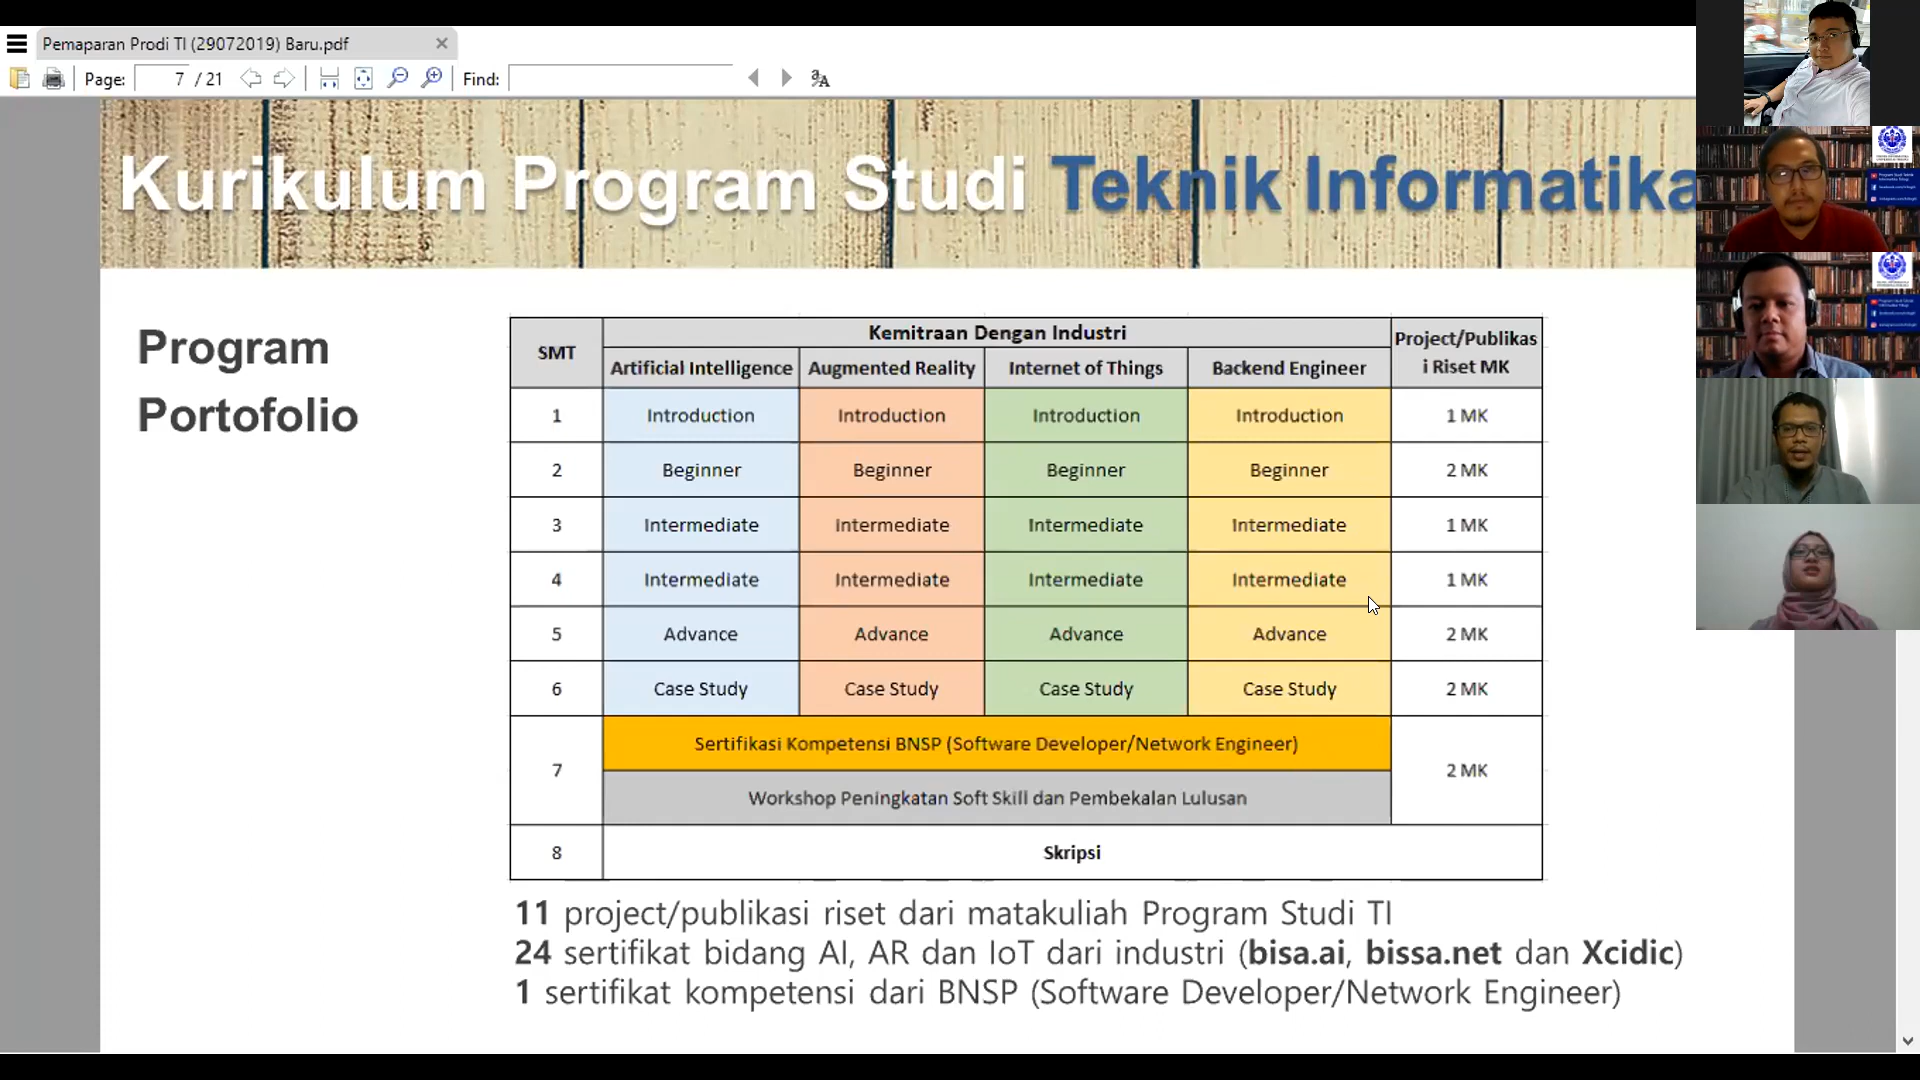 Pemaparan Prodi TI (29072019) Baru.pdf
Page: 7 / 21 Find:
Kurikulum Program Studi Teknik Informatika
Program
Portofolio
SMT Kemitraan Dengan Industri Project/Publikas
i Riset MK
Artificial Intelligence Augmented Reality Internet of Things Backend Engineer
1 Introduction Introduction Introduction Introduction 1 MK
2 Beginner Beginner Beginner Beginner 2 MK
3 Intermediate Intermediate Intermediate Intermediate 1 MK
4 Intermediate Intermediate Intermediate Intermediate 1 MK
5 Advance Advance Advance Advance 2 MK
6 Case Study Case Study Case Study Case Study 2 MK
7 Sertifikasi Kompetensi BNSP (Software Developer/Network Engineer) 2 MK
Workshop Peningkatan Soft Skill dan Pembekalan Lulusan
8 Skripsi
11 project/publikasi riset dari matakuliah Program Studi TI
24 sertifikat bidang AI, AR dan IoT dari industri (bisa.ai, bissa.net dan Xcidic)
1 sertifikat kompetensi dari BNSP (Software Developer/Network Engineer)